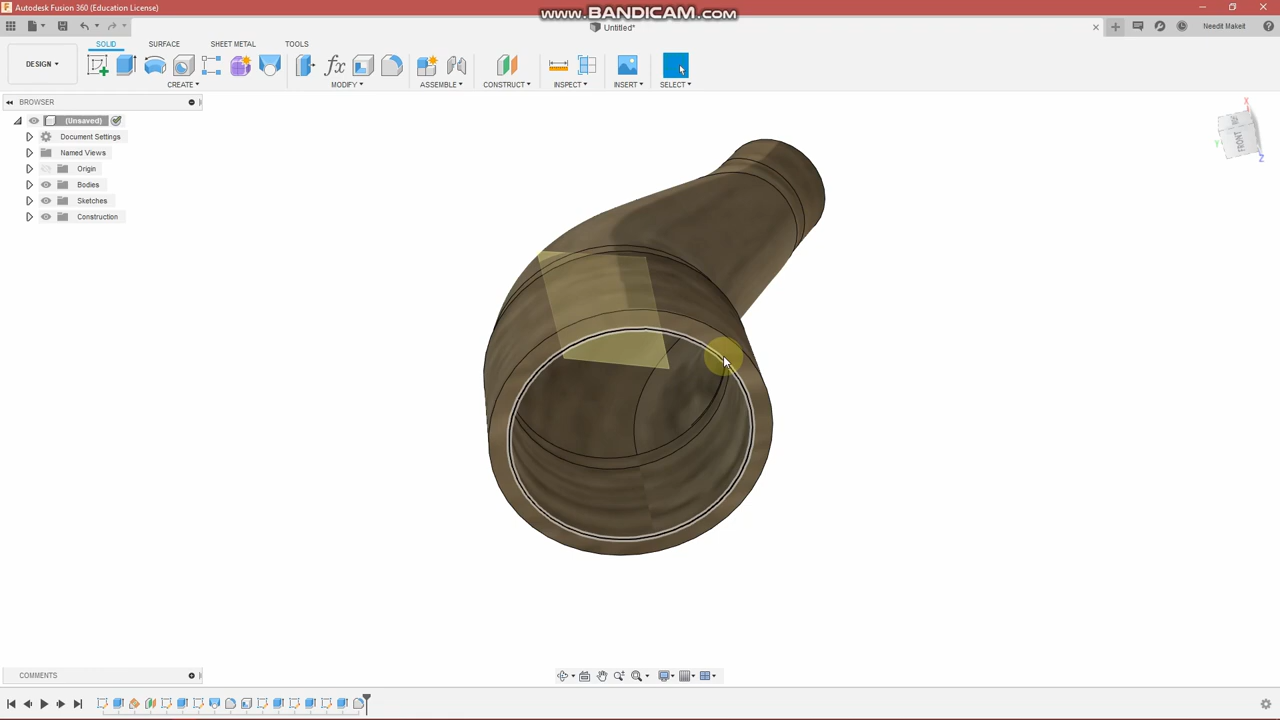 Autodesk Fusion 360 (Education License)
www.BANDICAM.com
Untitled*
Needit Makeit
DESIGN
SOLID
SURFACE
SHEET METAL
TOOLS
CREATE
MODIFY
ASSEMBLE
CONSTRUCT
INSPECT
INSERT
SELECT
BROWSER
(Unsaved)
Document Settings
Named Views
Origin
Bodies
Sketches
Construction
X
FRONT
Y
Z
COMMENTS